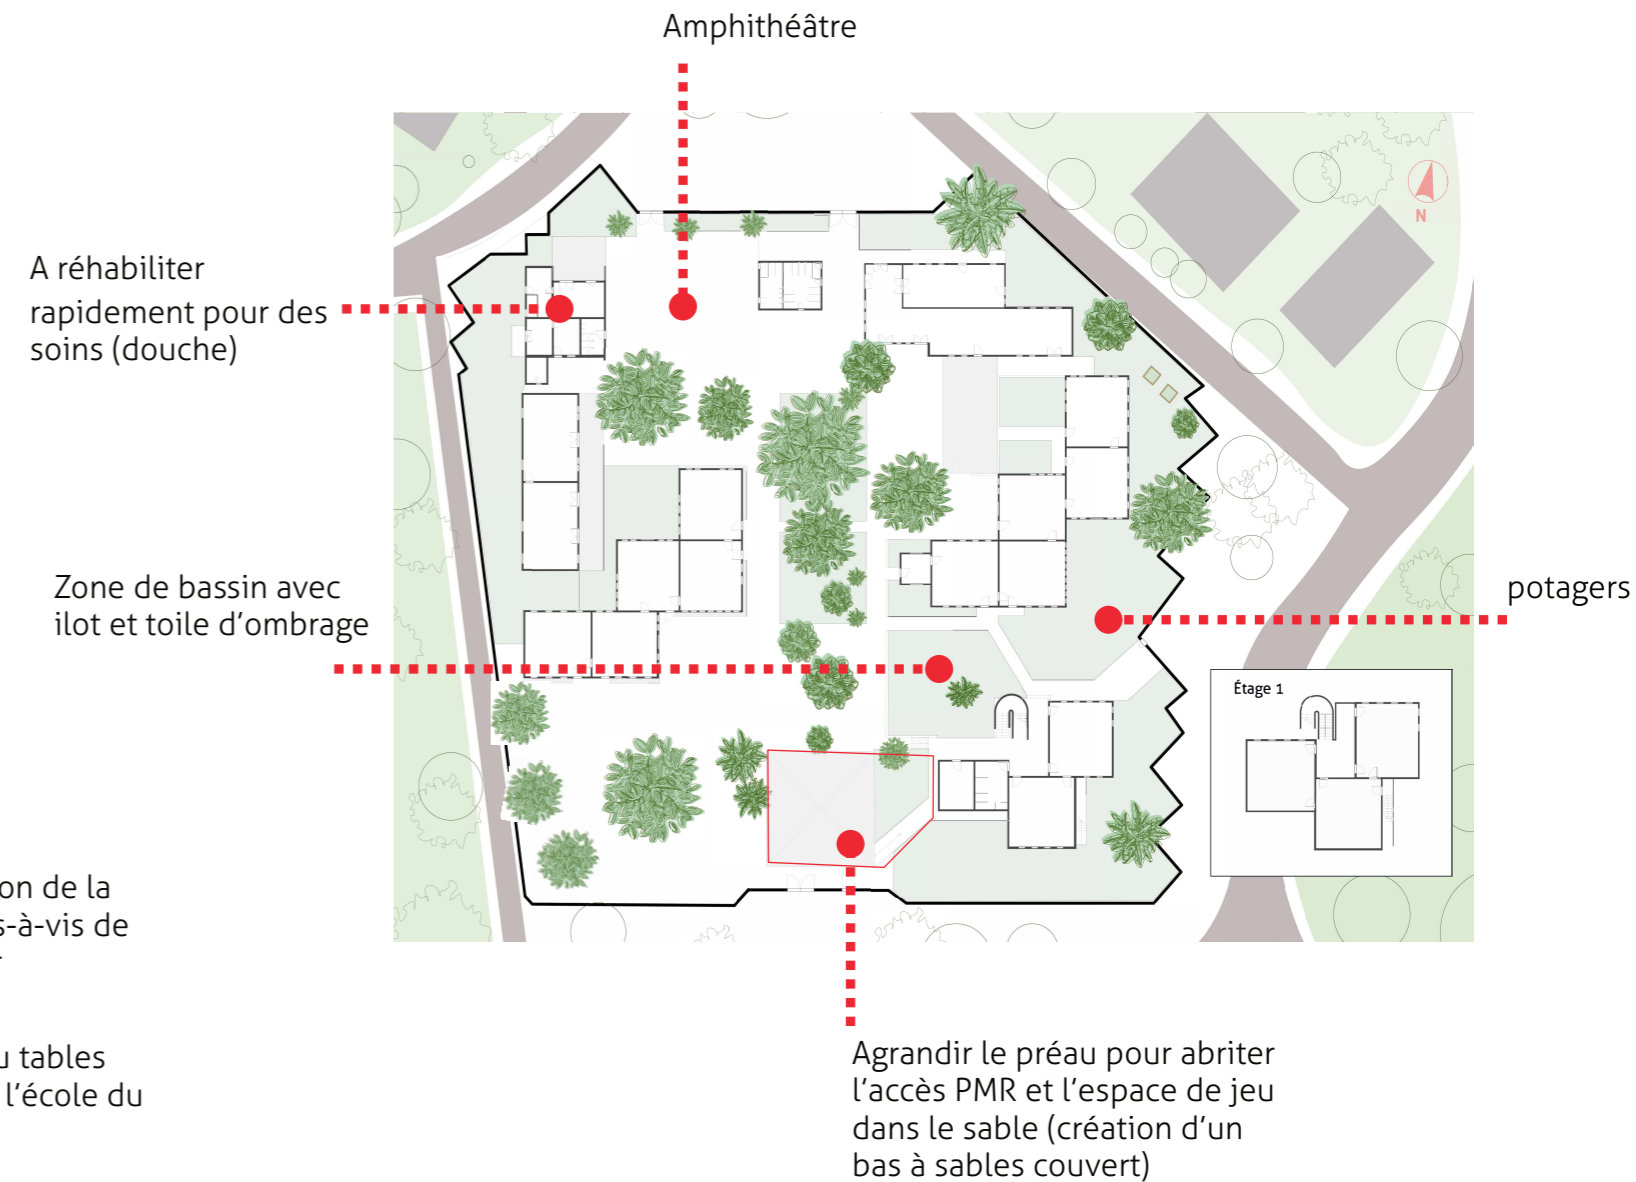 Amphithéâtre
A réhabiliter
rapidement pour des
soins (douche)
N
Zone de bassin avec
ilot et toile d'ombrage
potagers
Étage 1
on de la
s-à-vis de
u tables
l'école du
Agrandir le préau pour abriter
l'accès PMR et l'espace de jeu
dans le sable (création d'un
bas à sables couvert)